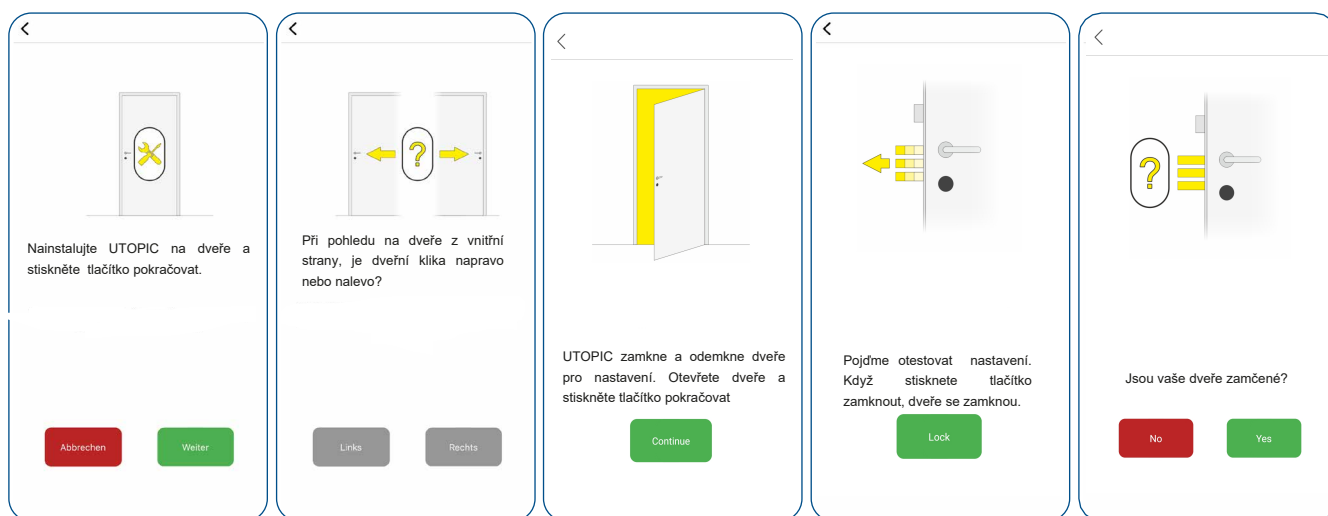 Nainstalujte UTOPIC na dveře a
stiskněte tlačítko pokračovat.
Abbrechen
Weiter
Při pohledu na dveře z vnitřní
strany, je dveřní klika napravo
nebo nalevo?
Links
Rechts
UTOPIC zamkne a odemkne dveře
pro nastavení. Otevřete dveře a
stiskněte tlačítko pokračovat
Continue
Pojďme otestovat nastavení.
Když stisknete tlačítko
zamknout, dveře se zamknou.
Lock
Jsou vaše dveře zamčené?
No
Yes